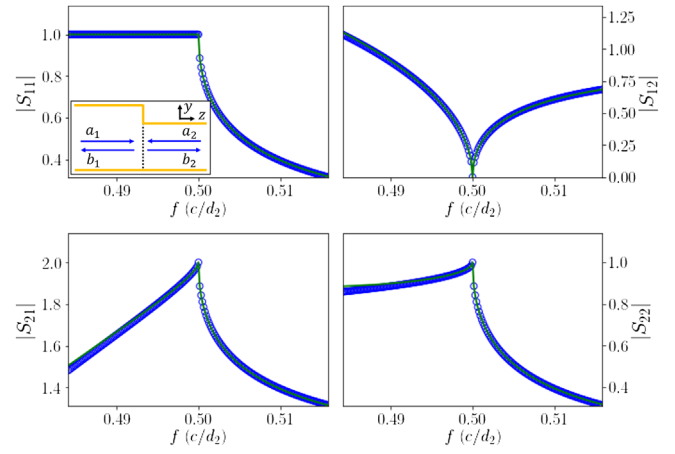 |S₁₁|
1.0
0.8
0.6
0.4
0.49
0.50
0.51
f (c/d₂)
y
z
a₁
a₂
b₁
b₂
|S₁₂|
1.25
1.00
0.75
0.50
0.25
0.00
0.49
0.50
0.51
f (c/d₂)
|S₂₁|
2.0
1.8
1.6
1.4
0.49
0.50
0.51
f (c/d₂)
|S₂₂|
1.0
0.8
0.6
0.4
0.49
0.50
0.51
f (c/d₂)